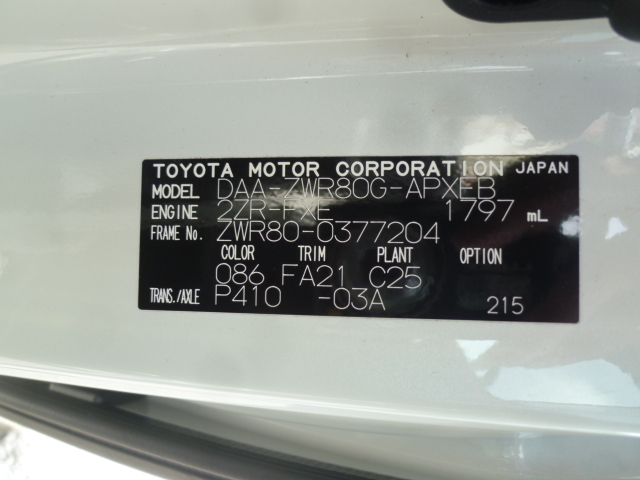 TOYOTA MOTOR CORPORATION JAPAN
MODEL DAA-ZWR80G-APXEB
ENGINE 2ZR-FXE 1797 mL
FRAME No. ZWR80-0377204
COLOR TRIM PLANT OPTION
086 FA21 C25
TRANS./AXLE P410 -03A 215